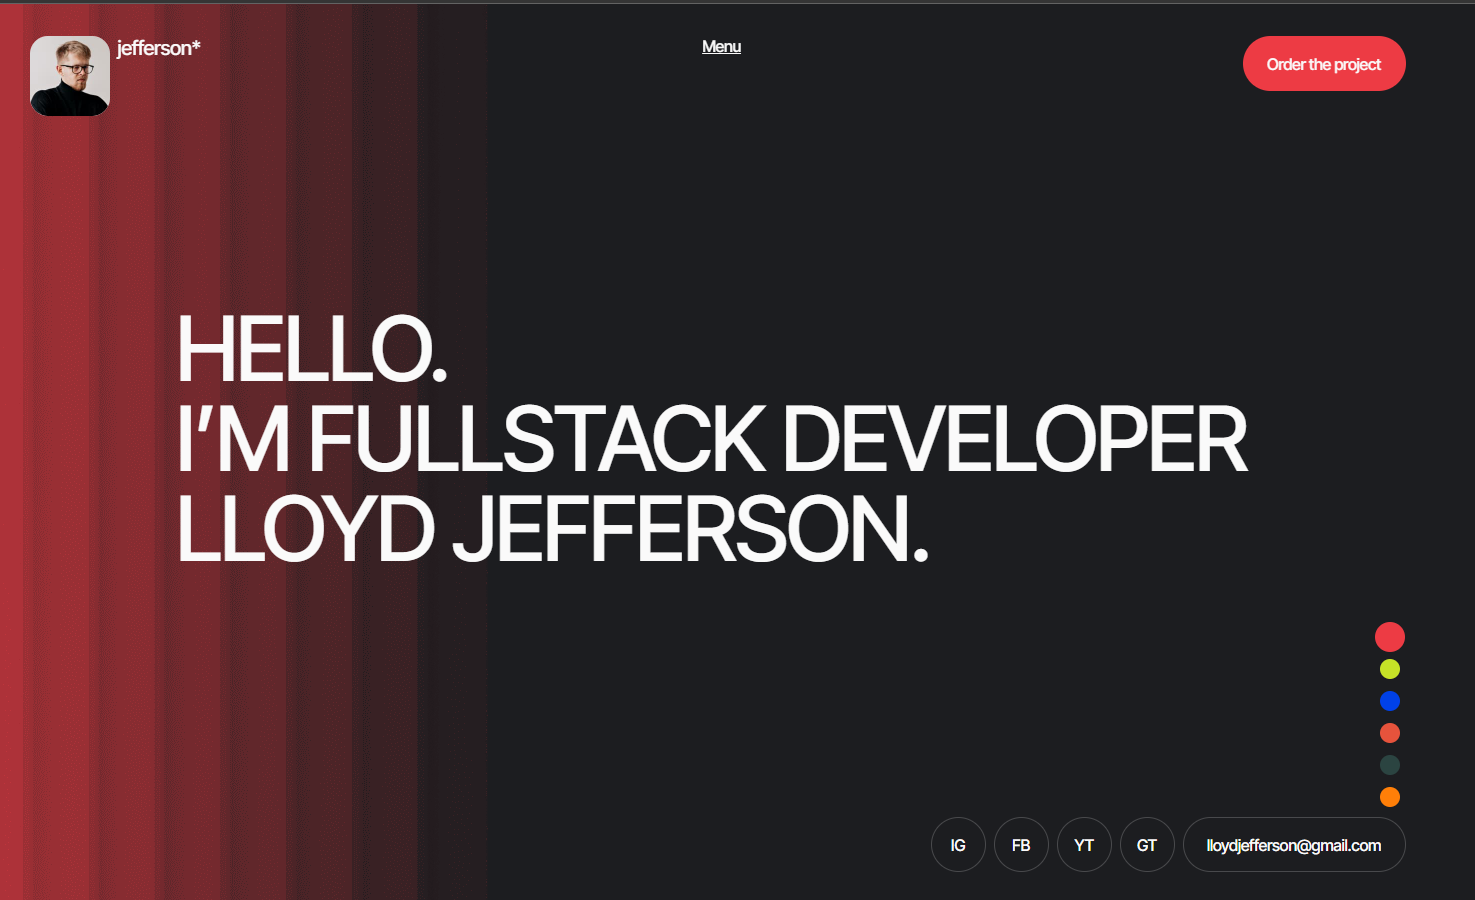 jefferson*
Menu
Order the project
HELLO.
I’M FULLSTACK DEVELOPER
LLOYD JEFFERSON.
IG
FB
YT
GT
lloydjefferson@gmail.com